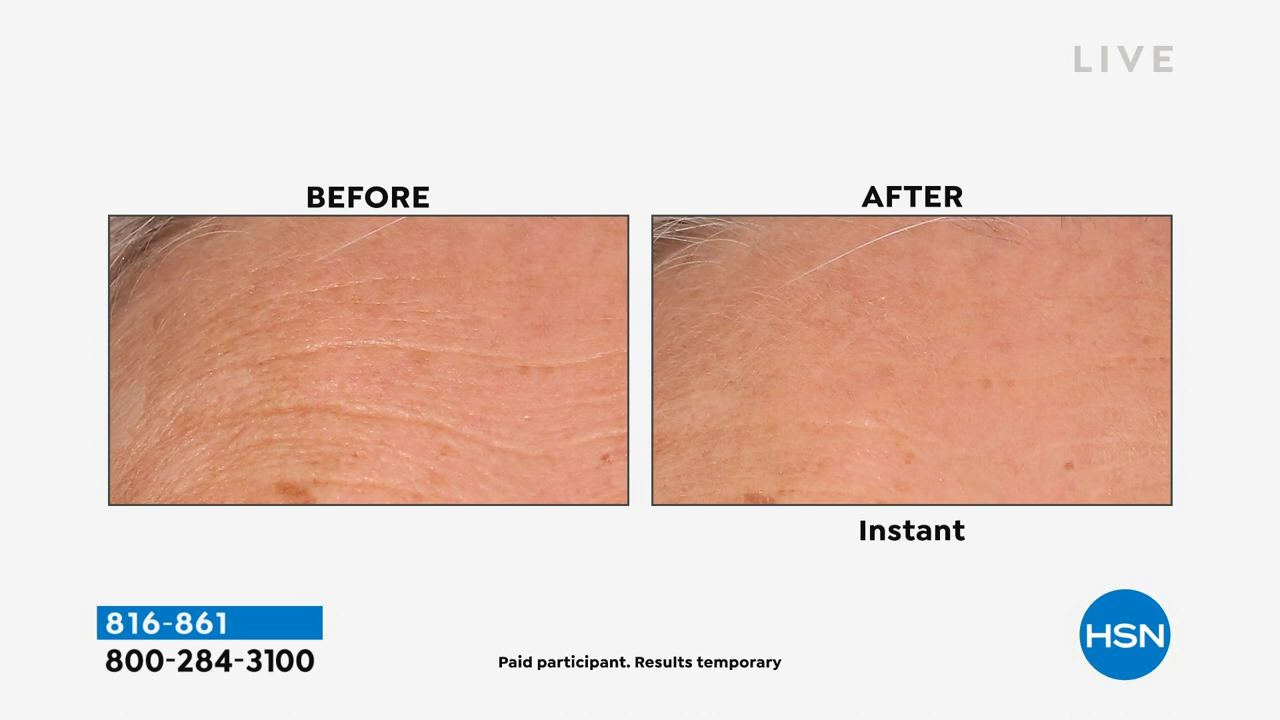 LIVE
BEFORE
AFTER
Instant
816-861
800-284-3100
Paid participant. Results temporary
HSN